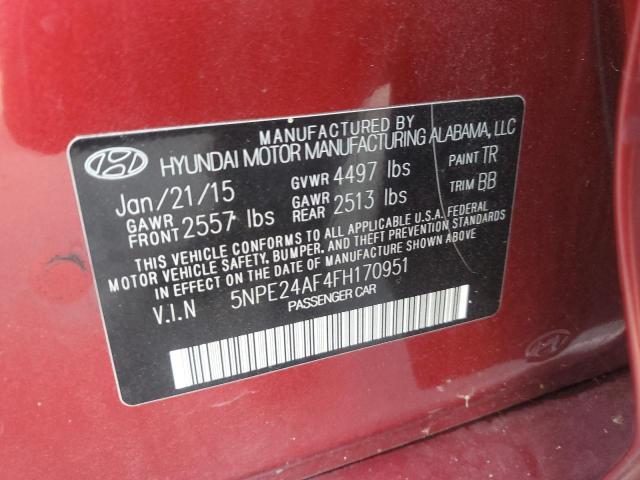 MANUFACTURED BY
HYUNDAI MOTOR MANUFACTURING ALABAMA, LLC
Jan/21/15 GVWR 4497 lbs PAINT TR
GAWR FRONT 2557 lbs GAWR REAR 2513 lbs TRIM BB
THIS VEHICLE CONFORMS TO ALL APPLICABLE U.S.A. FEDERAL
MOTOR VEHICLE SAFETY, BUMPER, AND THEFT PREVENTION STANDARDS
IN EFFECT ON THE DATE OF MANUFACTURE SHOWN ABOVE
V.I.N 5NPE24AF4FH170951
PASSENGER CAR